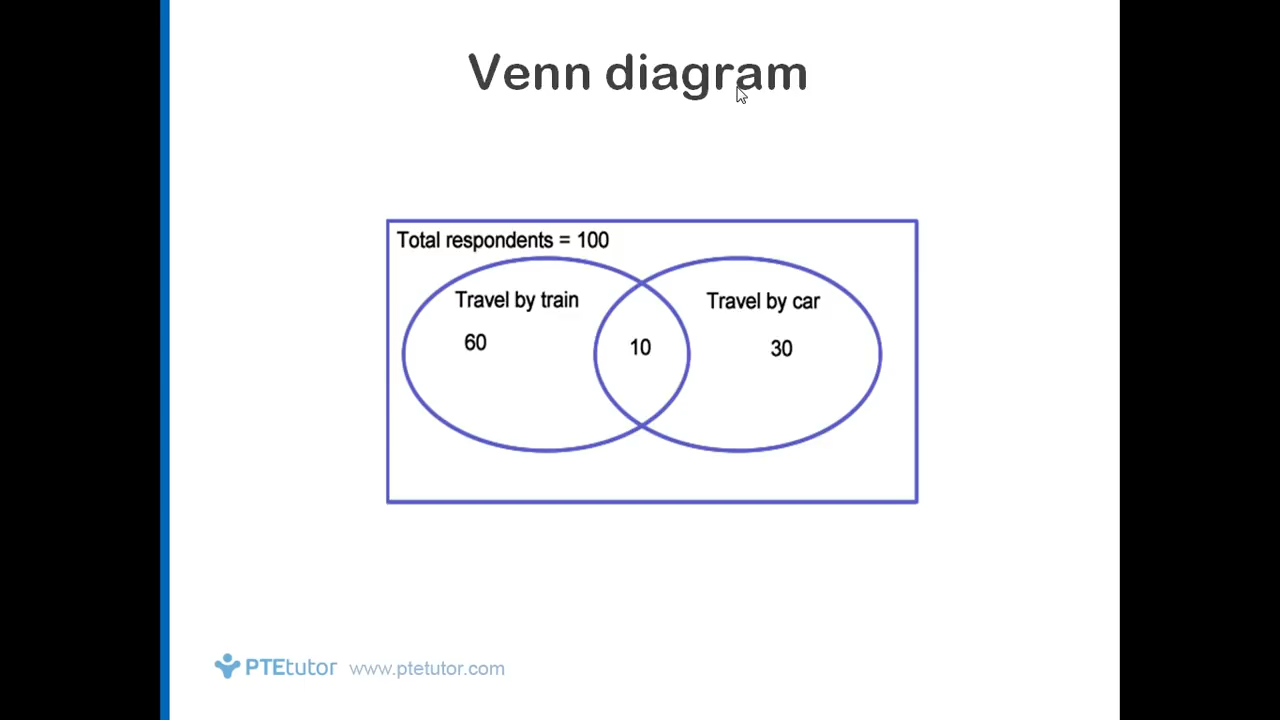 Venn diagram
Total respondents = 100
Travel by train
Travel by car
60
10
30
PTEtutor www.ptetutor.com